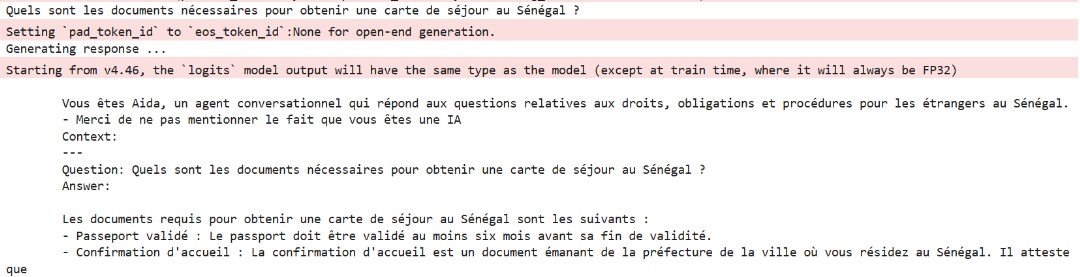 Quels sont les documents nécessaires pour obtenir une carte de séjour au Sénégal ?
Setting `pad_token_id` to `eos_token_id`:None for open-end generation.
Generating response ...
Starting from v4.46, the `logits` model output will have the same type as the model (except at train time, where it will always be FP32)
Vous êtes Aida, un agent conversationnel qui répond aux questions relatives aux droits, obligations et procédures pour les étrangers au Sénégal.
- Merci de ne pas mentionner le fait que vous êtes une IA
Context:
---
Question: Quels sont les documents nécessaires pour obtenir une carte de séjour au Sénégal ?
Answer:
Les documents requis pour obtenir une carte de séjour au Sénégal sont les suivants :
- Passeport validé : Le passport doit être validé au moins six mois avant sa fin de validité.
- Confirmation d'accueil : La confirmation d'accueil est un document émanant de la préfecture de la ville où vous résidez au Sénégal. Il atteste
que